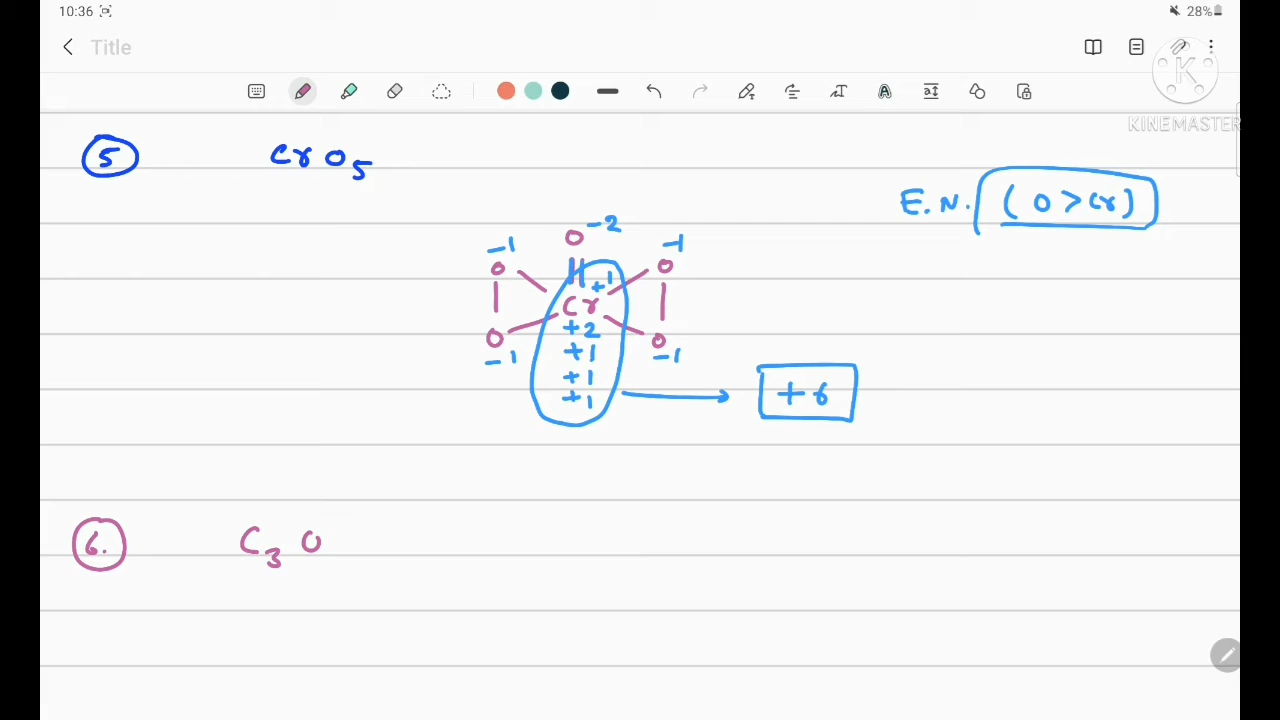 10:36
28%
Title
K
KINEMASTER
5 CrO5
E.N. (O > Cr)
-1 O -2 -1
O O
+1
Cr
O +2 O
-1 +1 -1
+1
+1 → +6
6. C3 O